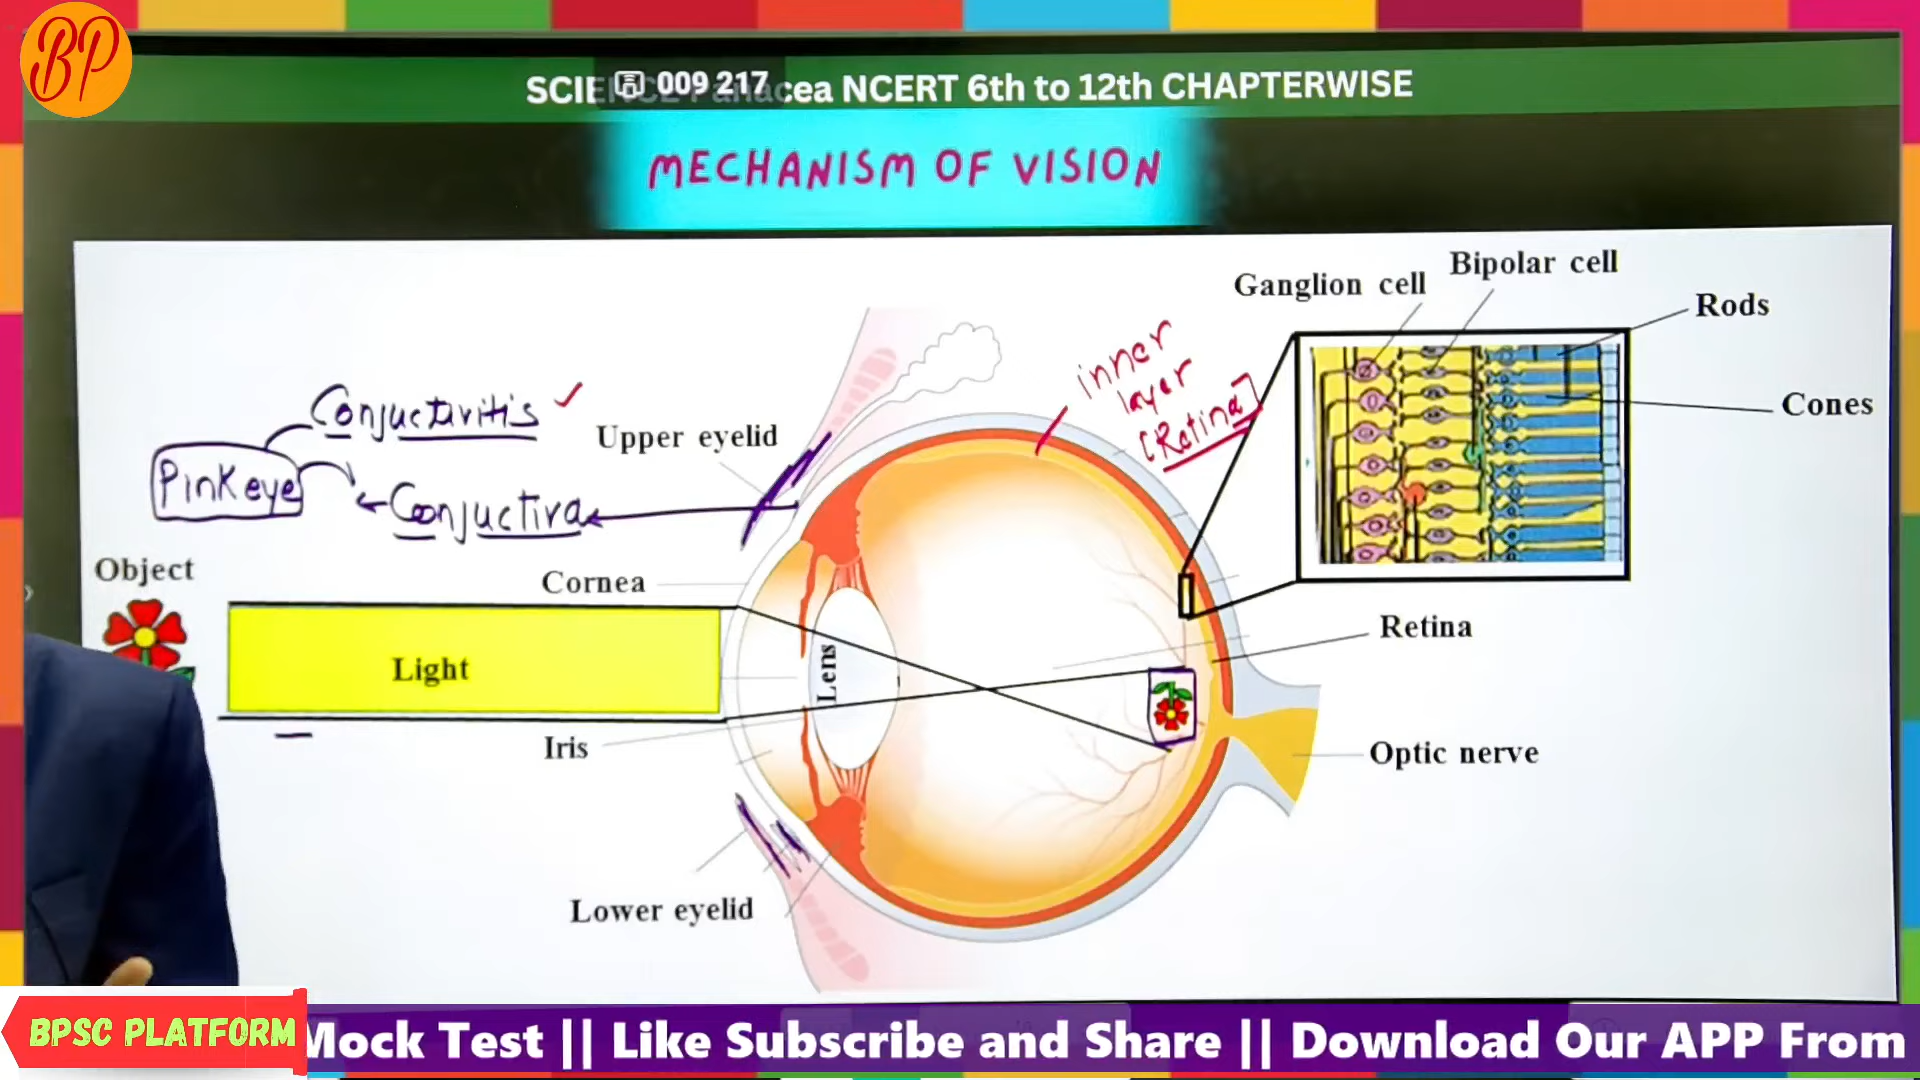 BP
SCIE 009 217 cea NCERT 6th to 12th CHAPTERWISE
MECHANISM OF VISION
Ganglion cell
Bipolar cell
Rods
Cones
inner
layer
[Retina]
Conjuctivitis
Upper eyelid
Pinkeye
Conjuctiva
Object
Cornea
Light
Lens
Retina
Iris
Optic nerve
Lower eyelid
BPSC PLATFORM
Mock Test || Like Subscribe and Share || Download Our APP From